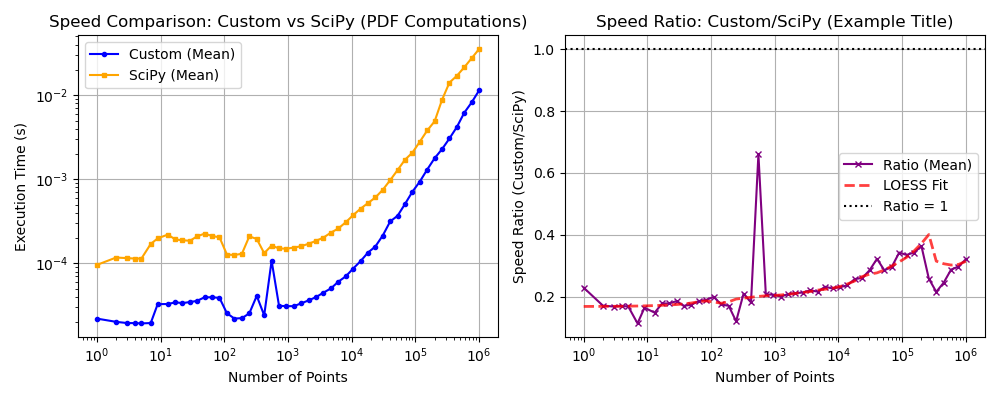 Speed Comparison: Custom vs SciPy (PDF Computations)
Custom (Mean)
SciPy (Mean)
Execution Time (s)
10⁻²
10⁻³
10⁻⁴
10⁰ 10¹ 10² 10³ 10⁴ 10⁵ 10⁶
Number of Points
Speed Ratio: Custom/SciPy (Example Title)
Speed Ratio (Custom/SciPy)
1.0
0.8
0.6
0.4
0.2
Ratio (Mean)
LOESS Fit
Ratio = 1
10⁰ 10¹ 10² 10³ 10⁴ 10⁵ 10⁶
Number of Points